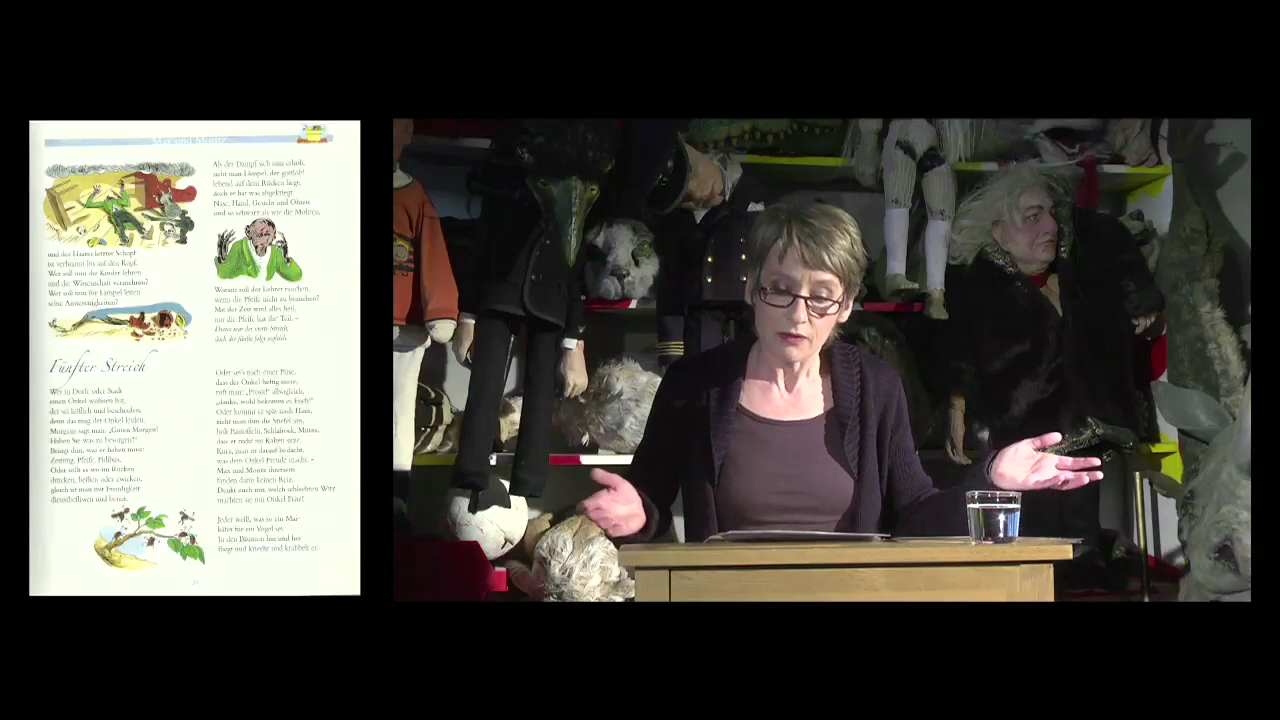 Max und Moritz
und des Haares letzter Schopf
ist verbrannt bis auf den Kopf.
Wer soll nun die Kinder lehren
und die Wissenschaft vermehren?
Wer soll nun für Lämpel leiten
seine Amtestätigkeiten?
Fünfter Streich
Wer in Dorfe oder Stadt
einen Onkel wohnen hat,
der sei höflich und bescheiden,
denn das mag der Onkel leiden.
Morgens sagt man: „Guten Morgen!
Haben Sie was zu besorgen?"
Bringt ihm, was er haben muss:
Zeitung, Pfeife, Fidibus.
Oder sollt es wo im Rücken
drücken, beißen oder zwicken,
gleich ist man mit Freudigkeit
dienstbeflissen und bereit.
Als der Dampf sich nun erhob,
sieht man Lämpel, der gottlob!
lebend auf dem Rücken liegt;
doch er hat was abgekriegt.
Nase, Hand, Gesicht und Ohren
sind so schwarz als wie die Mohren,
Woraus soll der Lehrer rauchen,
wenn die Pfeife nicht zu brauchen?
Mit der Zeit wird alles heil,
nur die Pfeife hat ihr Teil. –
Dieses war der vierte Streich,
doch der fünfte folgt sogleich.
Oder sei's nach einer Prise,
dass der Onkel heftig niese,
ruft man: „Prosit!" allsogleich,
„danke, wohl bekomm es Euch!"
Oder kommt er spät nach Haus,
zieht man ihm die Stiefel aus,
holt Pantoffeln, Schlafrock, Mütze,
dass er nicht im Kalten sitze.
Kurz, man ist darauf bedacht,
was dem Onkel Freude macht. –
Max und Moritz ihrerseits
fanden darin keinen Reiz.
Denkt euch nur, welch schlechten Witz
machten sie mit Onkel Fritz!
Jeder weiß, was so ein Mai-
käfer für ein Vogel sei.
In den Bäumen hin und her
fliegt und kriecht und krabbelt er.